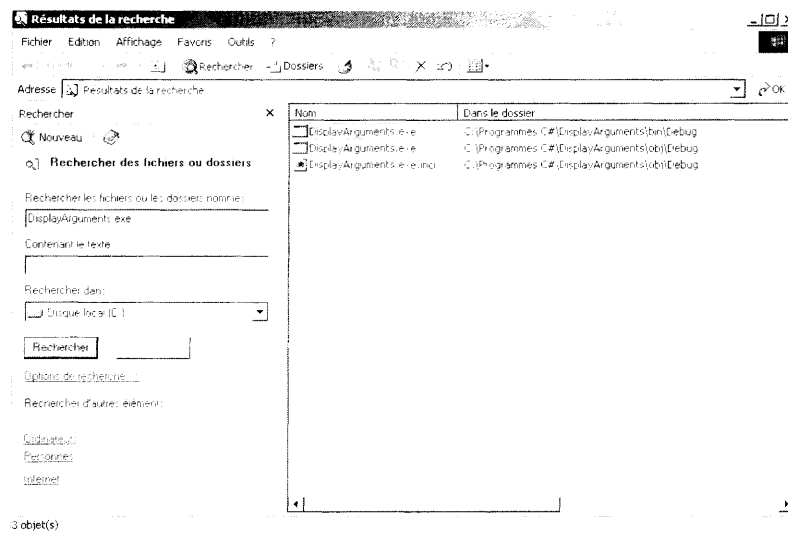 Résultats de la recherche
Fichier Edition Affichage Favoris Outils ?
Rechercher Dossiers
Adresse Résultats de la recherche OK
Rechercher
Nouveau
Rechercher des fichiers ou dossiers
Rechercher les fichiers ou les dossiers nommés:
DisplayArguments.exe
Contenant le texte
Rechercher dans:
Disque local
Rechercher
Options de recherche
Rechercher d'autres éléments:
Ordinateurs
Personnes
Internet
Nom Dans le dossier
DisplayArguments.exe C:\Programmes C#\DisplayArguments\bin\Debug
DisplayArguments.exe C:\Programmes C#\DisplayArguments\obj\Debug
DisplayArguments.exe.incr C:\Programmes C#\DisplayArguments\obj\Debug
3 objet(s)